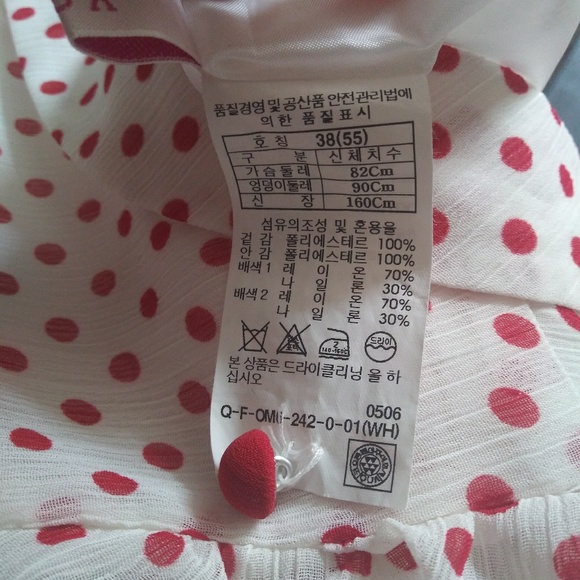 품질경영 및 공산품 안전관리법에
의한 품질표시
호 칭 38(55)
구 분 신체치수
가슴둘레 82Cm
엉덩이둘레 90Cm
신 장 160Cm
섬유의조성 및 혼용율
겉 감 폴리에스테르 100%
안 감 폴리에스테르 100%
배색 1 레 이 온 70%
나 일 론 30%
배색 2 레 이 온 70%
나 일 론 30%
드라이
본 상품은 드라이클리닝 을 하
십시오
0506
Q-F-OMG-242-0-01(WH)